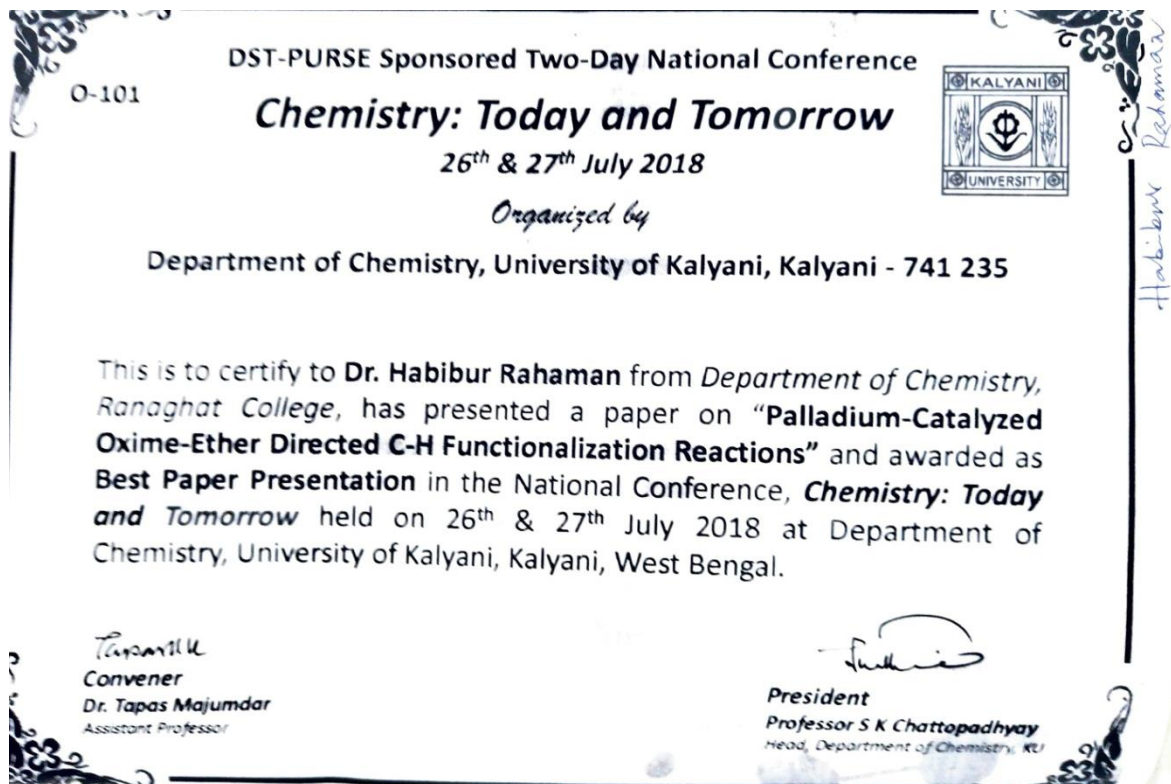 DST-PURSE Sponsored Two-Day National Conference
O-101
Chemistry: Today and Tomorrow
26th & 27th July 2018
KALYANI
UNIVERSITY
Organized by
Department of Chemistry, University of Kalyani, Kalyani - 741 235
This is to certify to Dr. Habibur Rahaman from Department of Chemistry,
Ranaghat College, has presented a paper on “Palladium-Catalyzed
Oxime-Ether Directed C-H Functionalization Reactions” and awarded as
Best Paper Presentation in the National Conference, Chemistry: Today
and Tomorrow held on 26th & 27th July 2018 at Department of
Chemistry, University of Kalyani, Kalyani, West Bengal.
Convener
Dr. Tapas Majumdar
Assistant Professor
President
Professor S K Chattopadhyay
Head, Department of Chemistry, KU
Habibur Rahaman